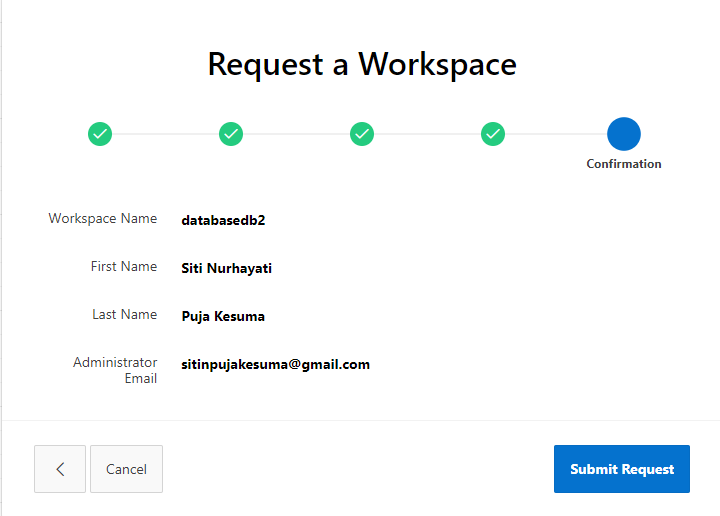 Request a Workspace
Confirmation
Workspace Name databasedb2
First Name Siti Nurhayati
Last Name Puja Kesuma
Administrator sitinpujakesuma@gmail.com
Email
Cancel Submit Request